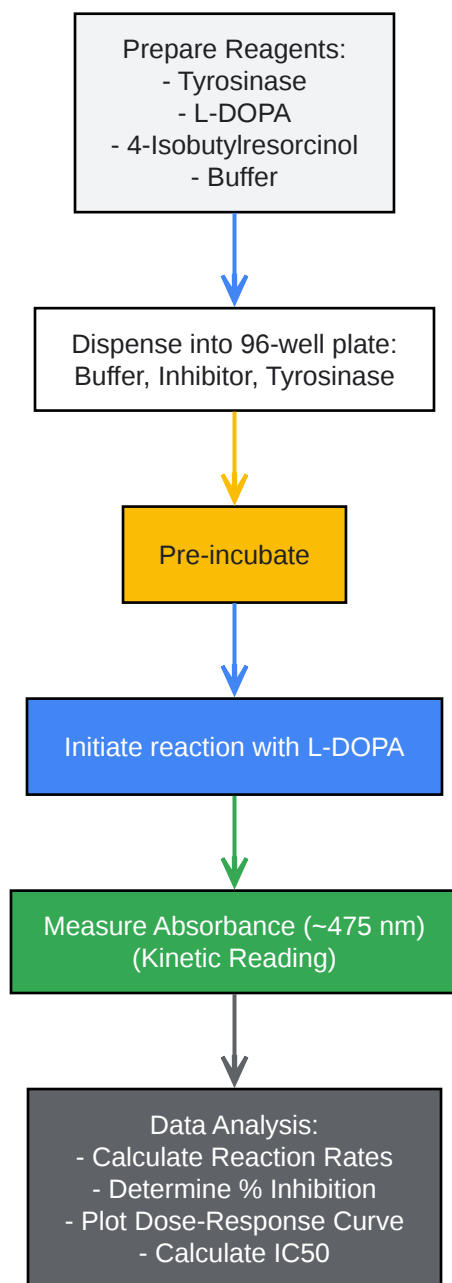 Prepare Reagents:
- Tyrosinase
- L-DOPA
- 4-Isobutylresorcinol
- Buffer
Dispense into 96-well plate:
Buffer, Inhibitor, Tyrosinase
Pre-incubate
Initiate reaction with L-DOPA
Measure Absorbance (~475 nm)
(Kinetic Reading)
Data Analysis:
- Calculate Reaction Rates
- Determine % Inhibition
- Plot Dose-Response Curve
- Calculate IC50